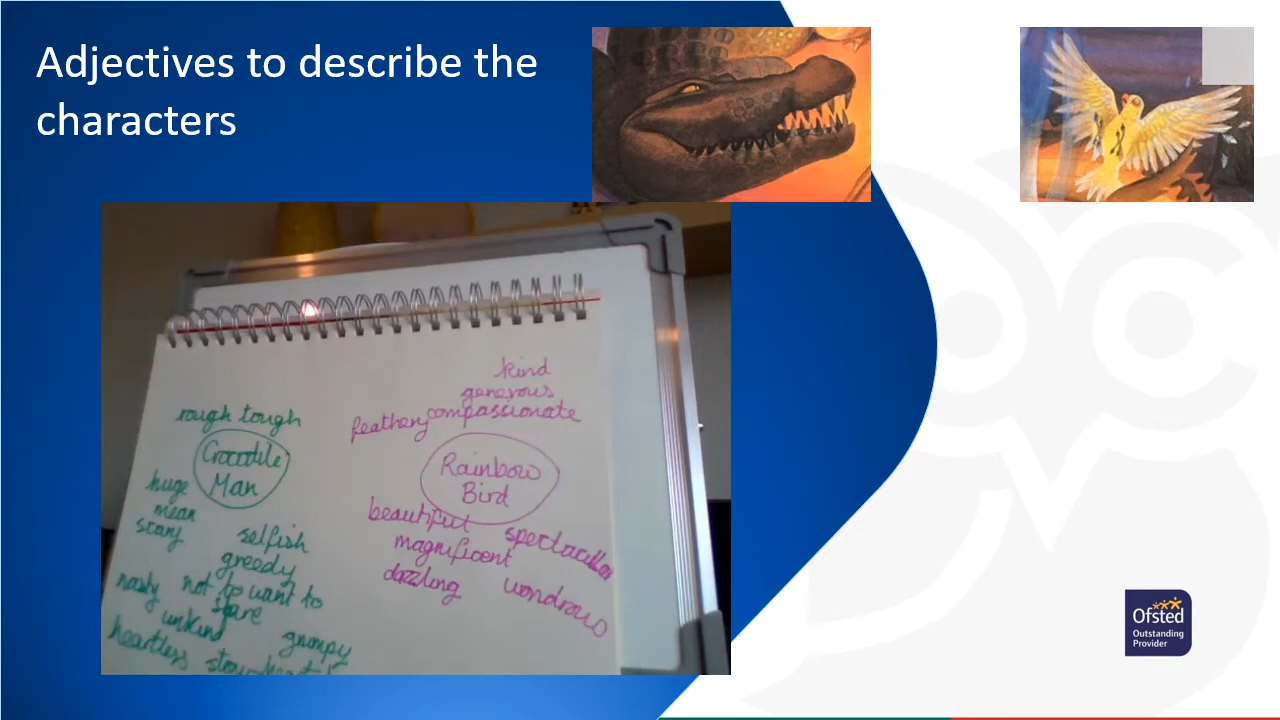 Adjectives to describe the
characters
rough tough
Crocodile
Man
huge
mean
scary
selfish
greedy
nasty not to want to
share
unkind
grumpy
heartless
kind
generous
compassionate
feathery
Rainbow
Bird
beautiful
spectacular
magnificent
dazzling
wondrous
Ofsted
Outstanding
Provider